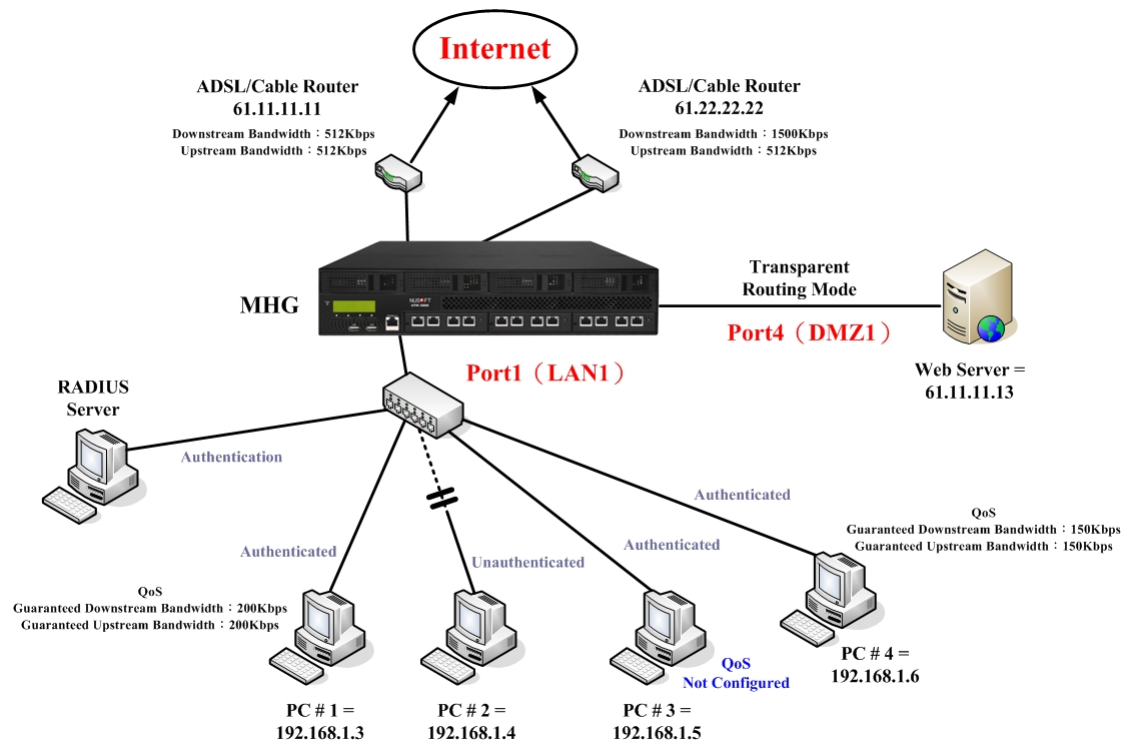 Internet
ADSL/Cable Router
61.11.11.11
Downstream Bandwidth：512Kbps
Upstream Bandwidth：512Kbps
ADSL/Cable Router
61.22.22.22
Downstream Bandwidth：1500Kbps
Upstream Bandwidth：512Kbps
MHG
NUSOFT
Transparent
Routing Mode
Port4（DMZ1）
Web Server =
61.11.11.13
Port1（LAN1）
RADIUS
Server
Authentication
Authenticated
Unauthenticated
Authenticated
Authenticated
QoS
Guaranteed Downstream Bandwidth：200Kbps
Guaranteed Upstream Bandwidth：200Kbps
QoS
Guaranteed Downstream Bandwidth：150Kbps
Guaranteed Upstream Bandwidth：150Kbps
PC # 1 =
192.168.1.3
PC # 2 =
192.168.1.4
QoS
Not Configured
PC # 3 =
192.168.1.5
PC # 4 =
192.168.1.6